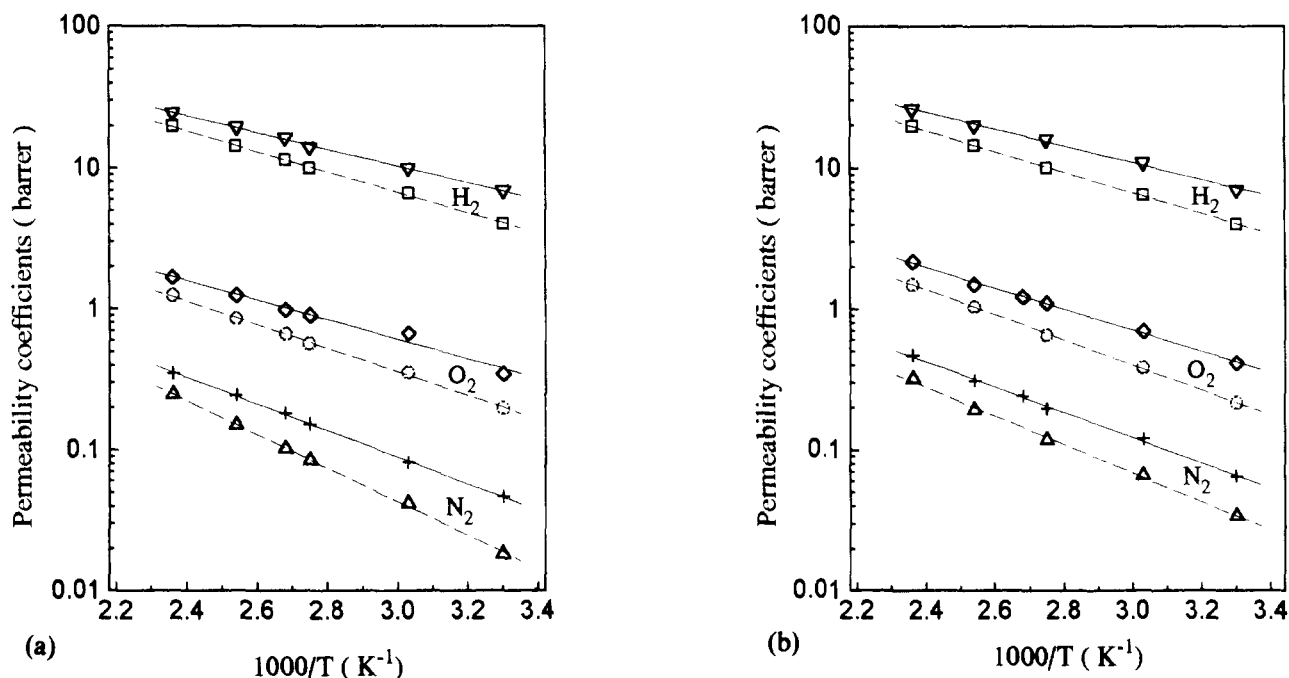 100
10
1
0.1
0.01
Permeability coefficients ( barrer )
H₂
O₂
N₂
2.2 2.4 2.6 2.8 3.0 3.2 3.4
1000/T ( K⁻¹)
(a)
100
10
1
0.1
0.01
Permeability coefficients ( barrer )
H₂
O₂
N₂
2.2 2.4 2.6 2.8 3.0 3.2 3.4
1000/T ( K⁻¹)
(b)